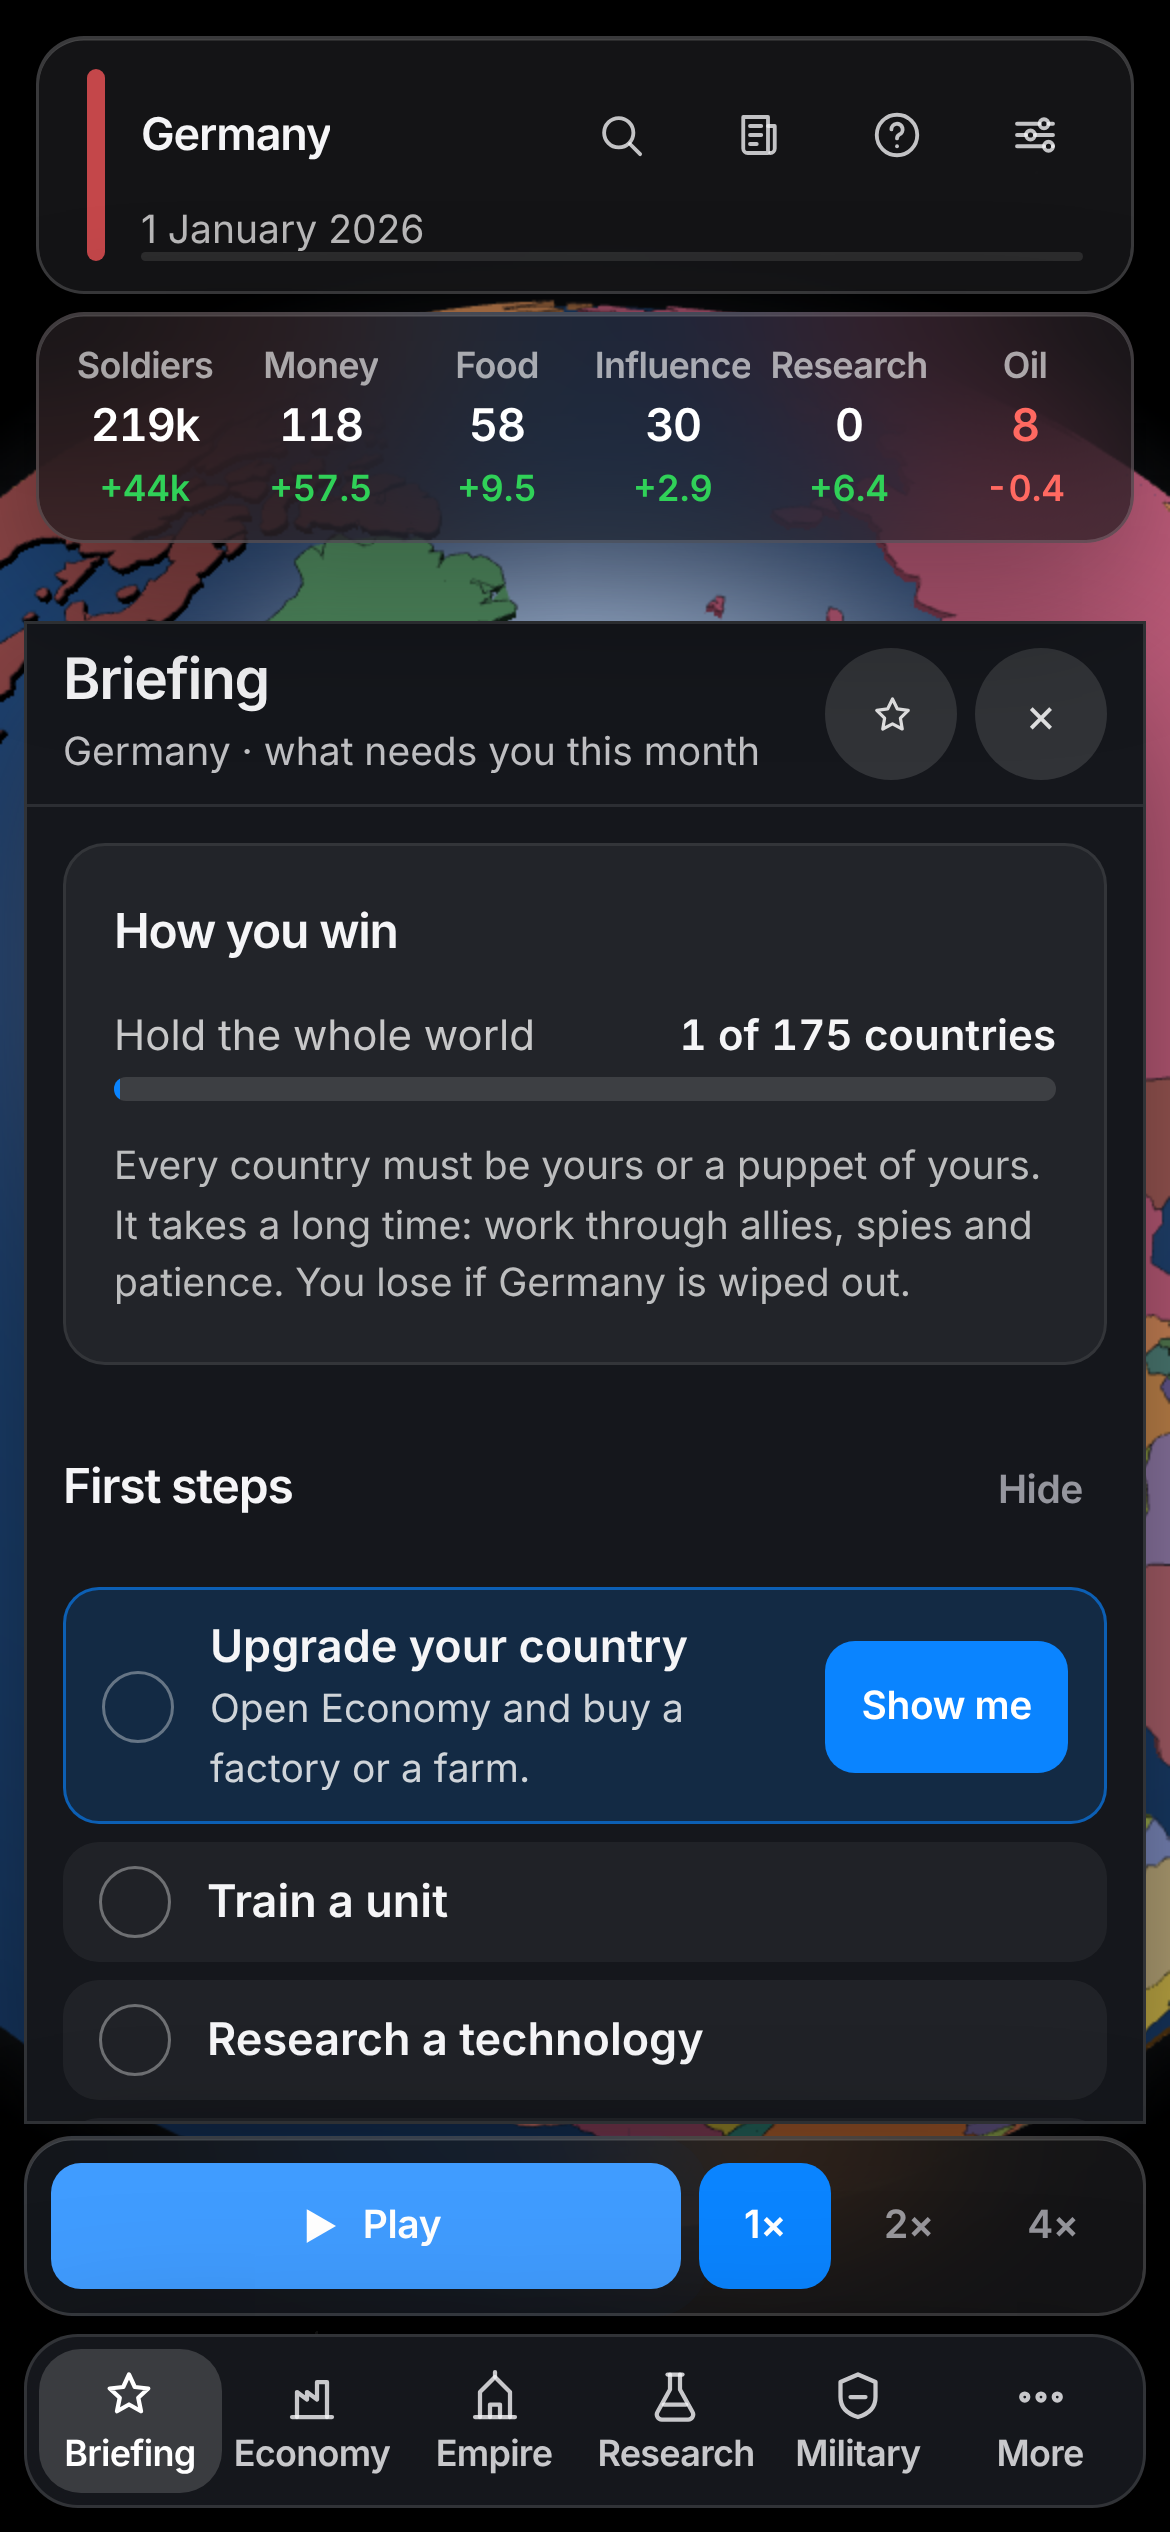 Germany
1 January 2026
Soldiers Money Food Influence Research Oil
219k 118 58 30 0 8
+44k +57.5 +9.5 +2.9 +6.4 -0.4
Briefing
Germany · what needs you this month
How you win
Hold the whole world 1 of 175 countries
Every country must be yours or a puppet of yours.
It takes a long time: work through allies, spies and
patience. You lose if Germany is wiped out.
First steps Hide
Upgrade your country
Open Economy and buy a
factory or a farm.
Show me
Train a unit
Research a technology
Play 1× 2× 4×
Briefing Economy Empire Research Military More